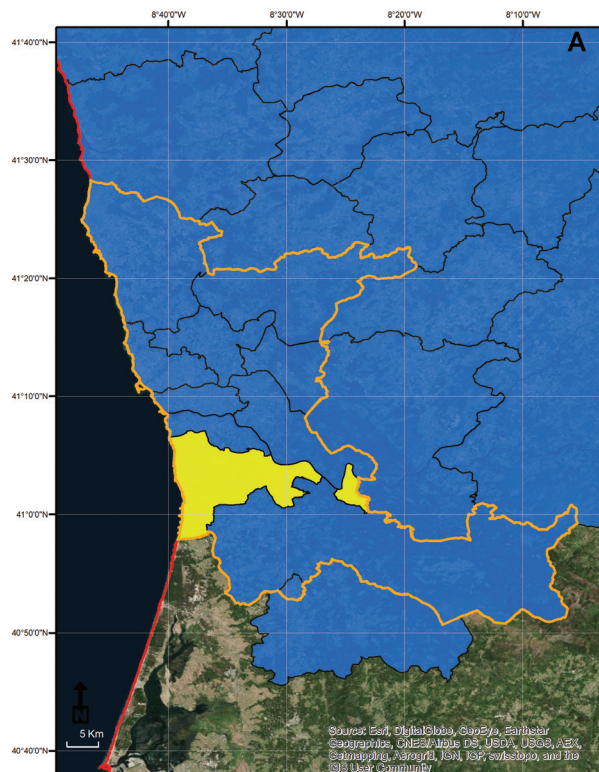 8°40'0"W 8°30'0"W 8°20'0"W 8°10'0"W
A
41°40'0"N
41°30'0"N
41°20'0"N
41°10'0"N
41°0'0"N
40°50'0"N
40°40'0"N
N
5 Km
Source: Esri, DigitalGlobe, GeoEye, Earthstar
Geographics, CNES/Airbus DS, USDA, USGS, AEX,
Getmapping, Aerogrid, IGN, IGP, swisstopo, and the
GIS User Community